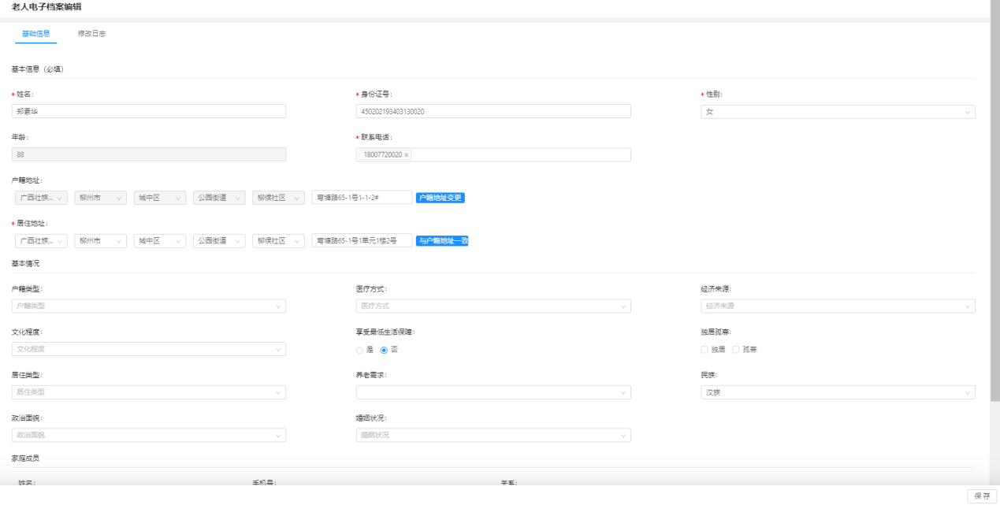 老人电子档案编辑
基础信息 修改日志
基本信息（必填）
* 姓名: * 身份证号: * 性别:
郑素华 450202193403130020 女
年龄: * 联系电话:
88 18007720020 ×
户籍地址:
广西壮族... 柳州市 城中区 公园街道 柳侯社区 弯塘路65-1号1-1-2# 户籍地址变更
* 居住地址:
广西壮族... 柳州市 城中区 公园街道 柳侯社区 弯塘路65-1号1单元1楼2号 与户籍地址一致
基本情况
户籍类型: 医疗方式: 经济来源:
户籍类型 医疗方式 经济来源
文化程度: 享受最低生活保障: 独居孤寡:
文化程度 是 否 独居 孤寡
居住类型: 养老需求: 民族:
居住类型 汉族
政治面貌: 婚姻状况:
政治面貌 婚姻状况
家庭成员
姓名: 手机号: 关系:
保存